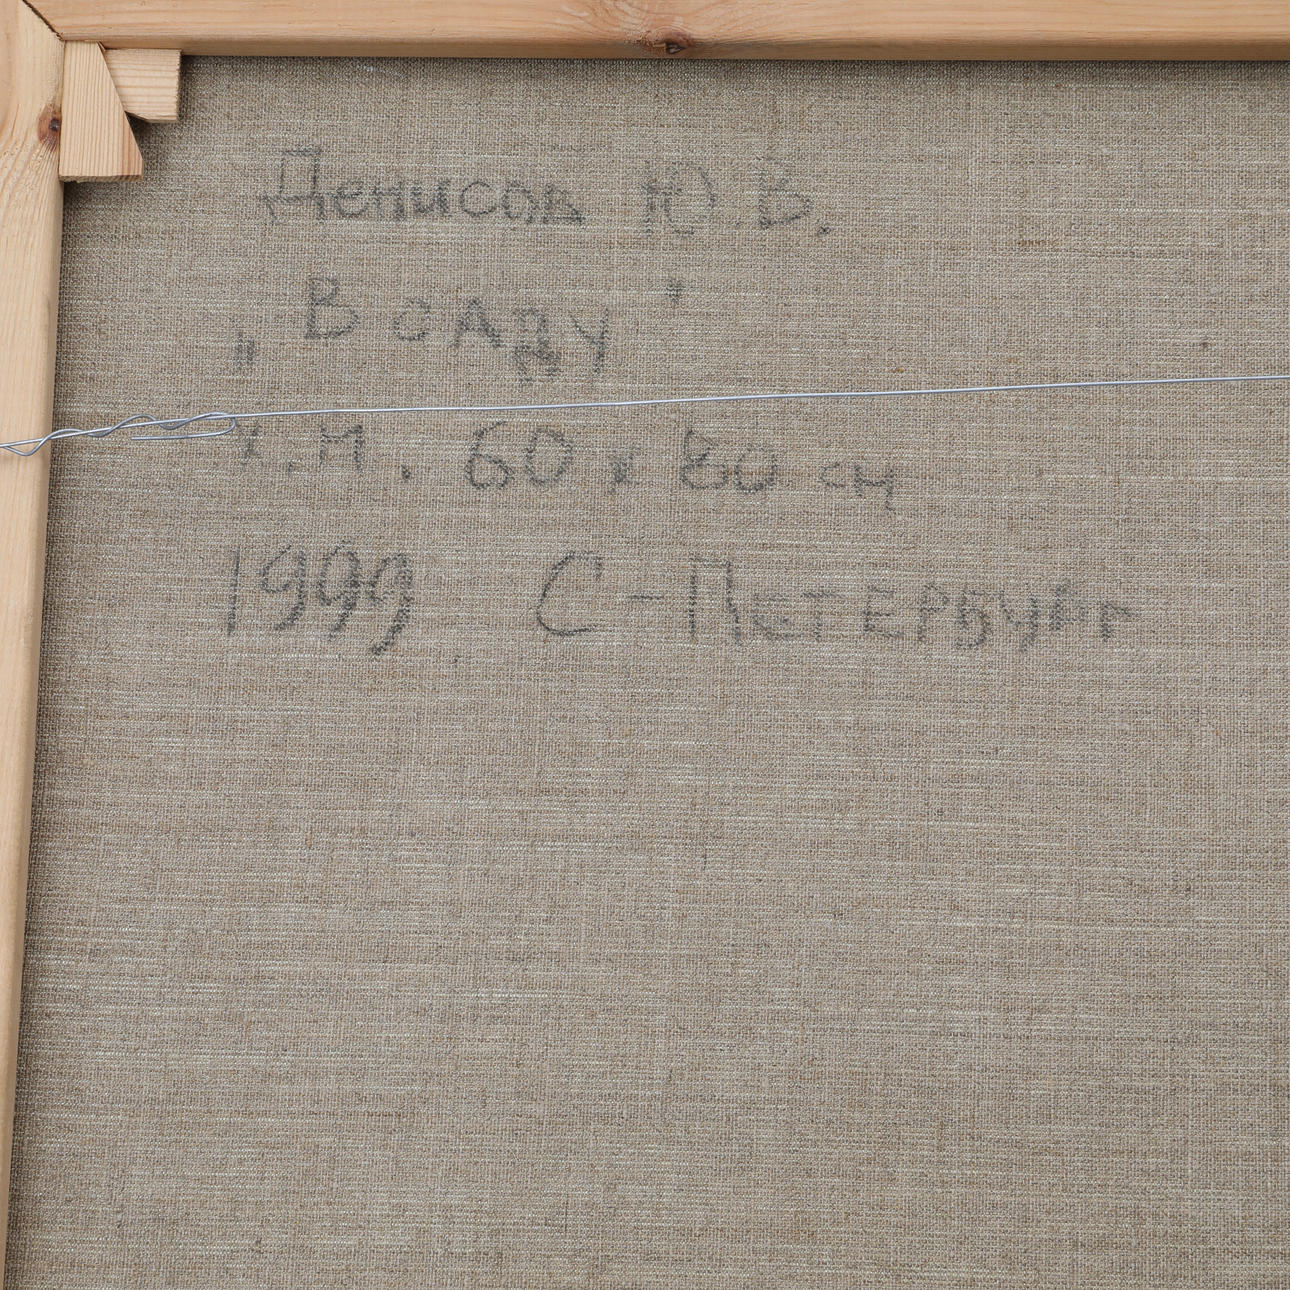 Денисов Ю.В.
„В саду"
х.м. 60 х 80 см
1999 С-Петербург